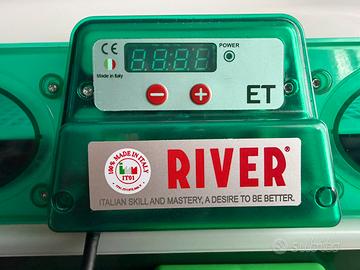 CE
POWER
Made in Italy
ET
100% MADE IN ITALY
IT01
RIVER®
ITALIAN SKILL AND MASTERY, A DESIRE TO BE BETTER.
subito